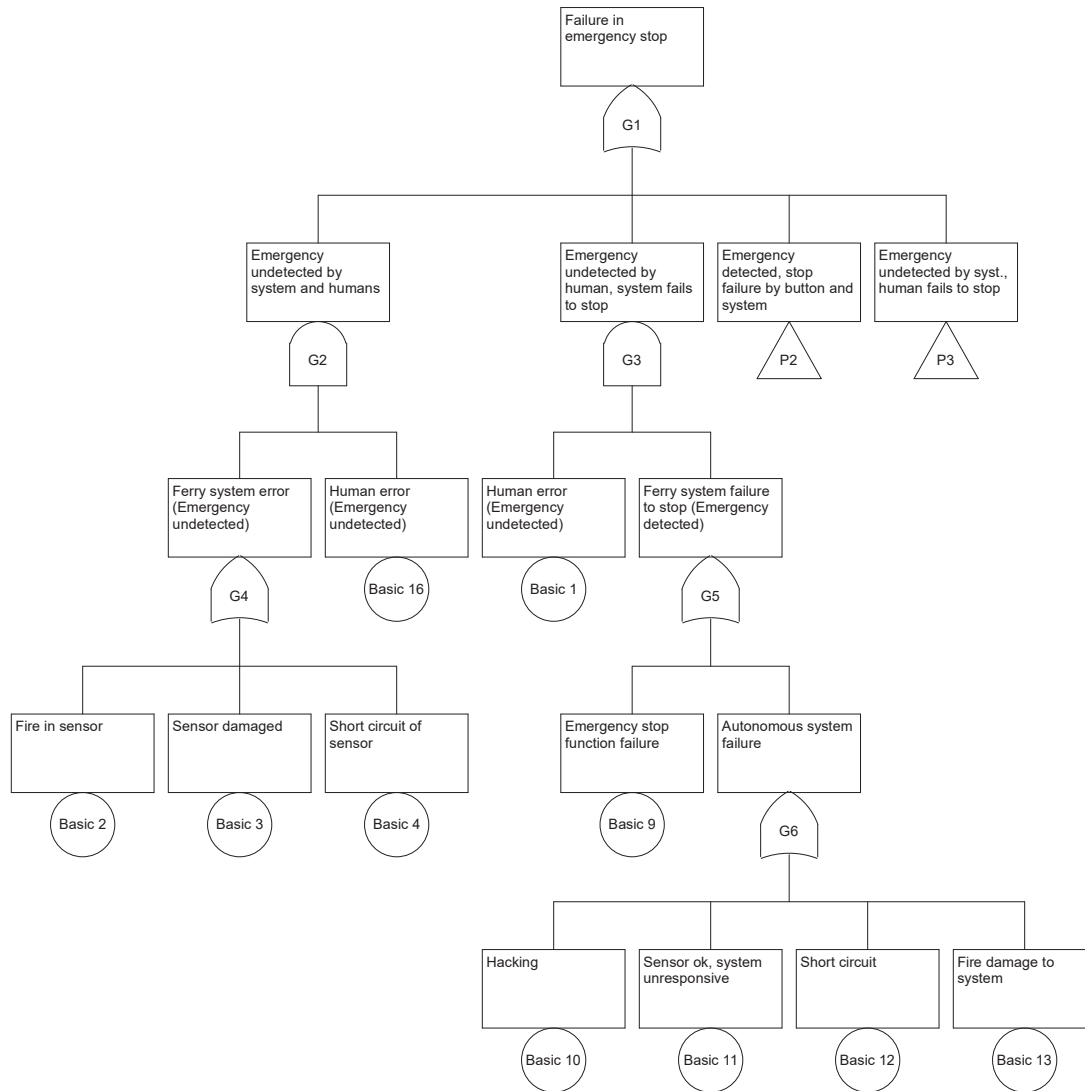 Failure in
emergency stop
G1
Emergency
undetected by
system and humans
Emergency
undetected by
human, system fails
to stop
Emergency
detected, stop
failure by button and
system
Emergency
undetected by syst.,
human fails to stop
G2
G3
P2
P3
Ferry system error
(Emergency
undetected)
Human error
(Emergency
undetected)
Human error
(Emergency
undetected)
Ferry system failure
to stop (Emergency
detected)
G4
Basic 16
Basic 1
G5
Fire in sensor
Sensor damaged
Short circuit of
sensor
Emergency stop
function failure
Autonomous system
failure
Basic 2
Basic 3
Basic 4
Basic 9
G6
Hacking
Sensor ok, system
unresponsive
Short circuit
Fire damage to
system
Basic 10
Basic 11
Basic 12
Basic 13